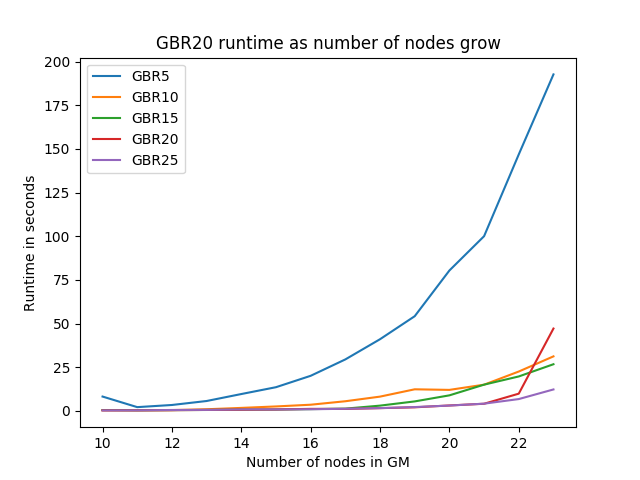 GBR20 runtime as number of nodes grow
200
175
150
125
100
75
50
25
0
Runtime in seconds
GBR5
GBR10
GBR15
GBR20
GBR25
10 12 14 16 18 20 22
Number of nodes in GM